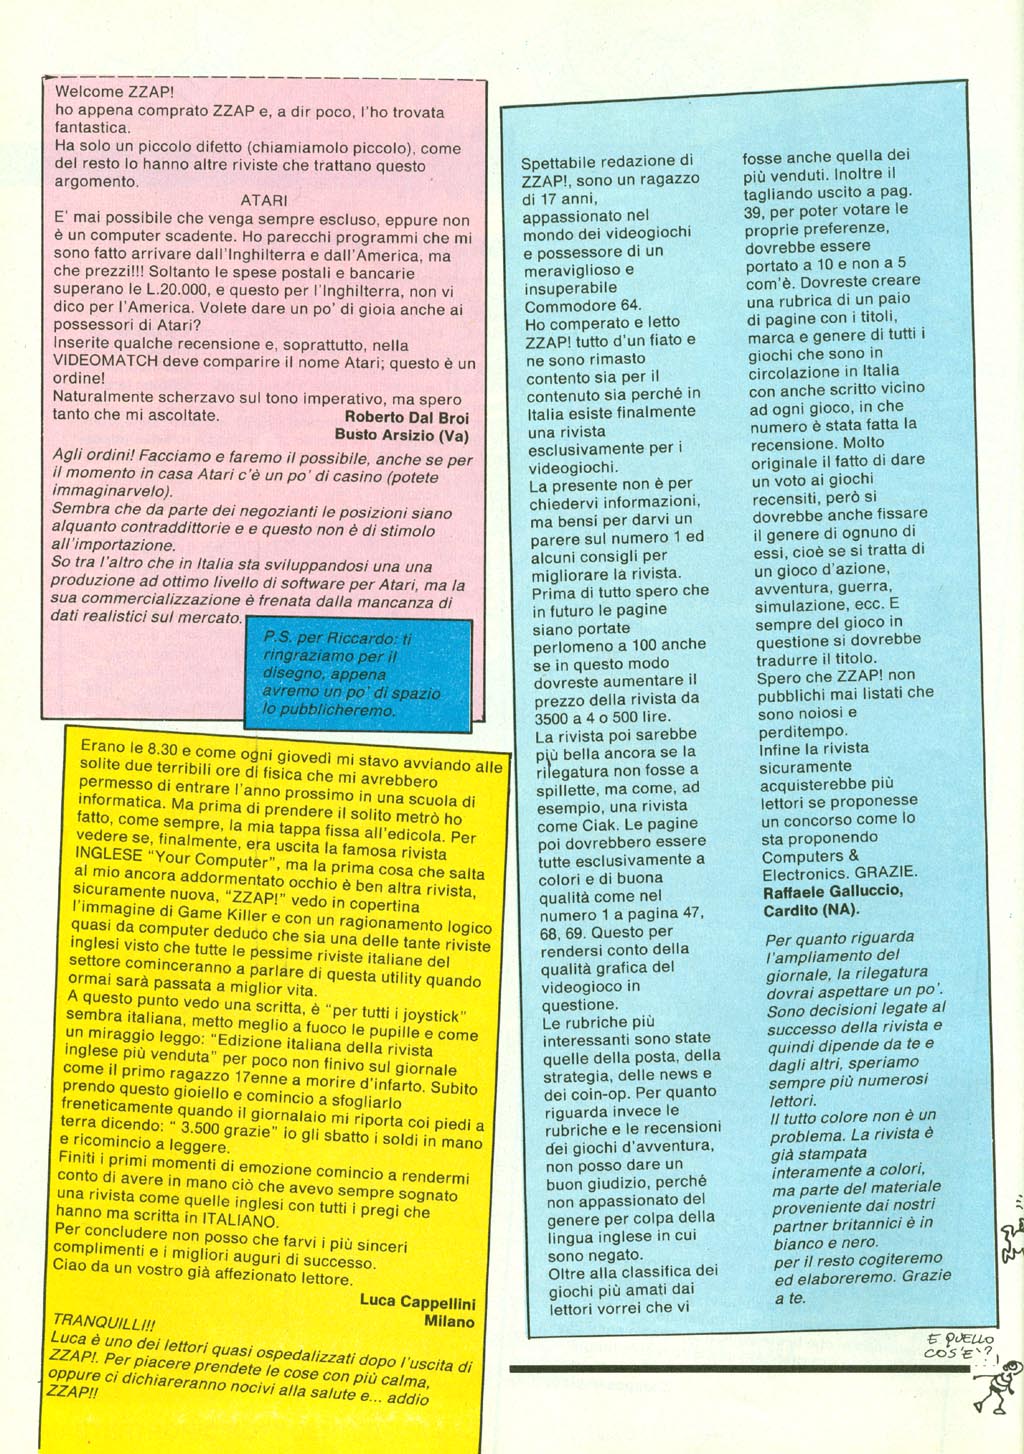 Welcome ZZAP!
ho appena comprato ZZAP e, a dir poco, l'ho trovata
fantastica.
Ha solo un piccolo difetto (chiamiamolo piccolo), come
del resto lo hanno altre riviste che trattano questo
argomento.
ATARI
E' mai possibile che venga sempre escluso, eppure non
è un computer scadente. Ho parecchi programmi che mi
sono fatto arrivare dall'Inghilterra e dall'America, ma
che prezzi!!! Soltanto le spese postali e bancarie
superano le L.20.000, e questo per l'Inghilterra, non vi
dico per l'America. Volete dare un po' di gioia anche ai
possessori di Atari?
Inserite qualche recensione e, soprattutto, nella
VIDEOMATCH deve comparire il nome Atari; questo è un
ordine!
Naturalmente scherzavo sul tono imperativo, ma spero
tanto che mi ascoltate. Roberto Dal Broi
Busto Arsizio (Va)
Agli ordini! Facciamo e faremo il possibile, anche se per
il momento in casa Atari c'è un po' di casino (potete
immaginarvelo).
Sembra che da parte dei negozianti le posizioni siano
alquanto contraddittorie e e questo non è di stimolo
all'importazione.
So tra l'altro che in Italia sta sviluppandosi una una
produzione ad ottimo livello di software per Atari, ma la
sua commercializzazione è frenata dalla mancanza di
dati realistici sul mercato.
P.S. per Riccardo: ti
ringraziamo per il
disegno, appena
avremo un po' di spazio
lo pubblicheremo.
Erano le 8.30 e come ogni giovedì mi stavo avviando alle
solite due terribili ore di fisica che mi avrebbero
permesso di entrare l'anno prossimo in una scuola di
informatica. Ma prima di prendere il solito metrò ho
fatto, come sempre, la mia tappa fissa all'edicola. Per
vedere se, finalmente, era uscita la famosa rivista
INGLESE "Your Computer", ma la prima cosa che salta
al mio ancora addormentato occhio è ben altra rivista,
sicuramente nuova, "ZZAP!" vedo in copertina
l'immagine di Game Killer e con un ragionamento logico
quasi da computer deduco che sia una delle tante riviste
inglesi visto che tutte le pessime riviste italiane del
settore cominceranno a parlare di questa utility quando
ormai sarà passata a miglior vita.
A questo punto vedo una scritta, è "per tutti i joystick"
sembra italiana, metto meglio a fuoco le pupille e come
un miraggio leggo: "Edizione italiana della rivista
inglese più venduta" per poco non finivo sul giornale
come il primo ragazzo 17enne a morire d'infarto. Subito
prendo questo gioiello e comincio a sfogliarlo
freneticamente quando il giornalaio mi riporta coi piedi a
terra dicendo: " 3.500 grazie" io gli sbatto i soldi in mano
e ricomincio a leggere.
Finiti i primi momenti di emozione comincio a rendermi
conto di avere in mano ciò che avevo sempre sognato
una rivista come quelle inglesi con tutti i pregi che
hanno ma scritta in ITALIANO.
Per concludere non posso che farvi i più sinceri
complimenti e i migliori auguri di successo.
Ciao da un vostro già affezionato lettore.
Luca Cappellini
Milano
TRANQUILLI!!
Luca è uno dei lettori quasi ospedalizzati dopo l'uscita di
ZZAP!. Per piacere prendete le cose con più calma,
oppure ci dichiareranno nocivi alla salute e... addio
ZZAP!!
Spettabile redazione di
ZZAP!, sono un ragazzo
di 17 anni,
appassionato nel
mondo dei videogiochi
e possessore di un
meraviglioso e
insuperabile
Commodore 64.
Ho comperato e letto
ZZAP! tutto d'un fiato e
ne sono rimasto
contento sia per il
contenuto sia perché in
Italia esiste finalmente
una rivista
esclusivamente per i
videogiochi.
La presente non è per
chiedervi informazioni,
ma bensì per darvi un
parere sul numero 1 ed
alcuni consigli per
migliorare la rivista.
Prima di tutto spero che
in futuro le pagine
siano portate
perlomeno a 100 anche
se in questo modo
dovreste aumentare il
prezzo della rivista da
3500 a 4 o 500 lire.
La rivista poi sarebbe
più bella ancora se la
rilegatura non fosse a
spillette, ma come, ad
esempio, una rivista
come Ciak. Le pagine
poi dovrebbero essere
tutte esclusivamente a
colori e di buona
qualità come nel
numero 1 a pagina 47,
68, 69. Questo per
rendersi conto della
qualità grafica del
videogioco in
questione.
Le rubriche più
interessanti sono state
quelle della posta, della
strategia, delle news e
dei coin-op. Per quanto
riguarda invece le
rubriche e le recensioni
dei giochi d'avventura,
non posso dare un
buon giudizio, perché
non appassionato del
genere per colpa della
lingua inglese in cui
sono negato.
Oltre alla classifica dei
giochi più amati dai
lettori vorrei che vi
fosse anche quella dei
più venduti. Inoltre il
tagliando uscito a pag.
39, per poter votare le
proprie preferenze,
dovrebbe essere
portato a 10 e non a 5
com'è. Dovreste creare
una rubrica di un paio
di pagine con i titoli,
marca e genere di tutti i
giochi che sono in
circolazione in Italia
con anche scritto vicino
ad ogni gioco, in che
numero è stata fatta la
recensione. Molto
originale il fatto di dare
un voto ai giochi
recensiti, però si
dovrebbe anche fissare
il genere di ognuno di
essi, cioè se si tratta di
un gioco d'azione,
avventura, guerra,
simulazione, ecc. E
sempre del gioco in
questione si dovrebbe
tradurre il titolo.
Spero che ZZAP! non
pubblichi mai listati che
sono noiosi e
perditempo.
Infine la rivista
sicuramente
acquisterebbe più
lettori se proponesse
un concorso come lo
sta proponendo
Computers &
Electronics. GRAZIE.
Raffaele Galluccio,
Cardito (NA).
Per quanto riguarda
l'ampliamento del
giornale, la rilegatura
dovrai aspettare un po'.
Sono decisioni legate al
successo della rivista e
quindi dipende da te e
dagli altri, speriamo
sempre più numerosi
lettori.
Il tutto colore non è un
problema. La rivista è
già stampata
interamente a colori,
ma parte del materiale
proveniente dai nostri
partner britannici è in
bianco e nero.
per il resto cogiteremo
ed elaboreremo. Grazie
a te.
E QUELLO
COS'E'?!